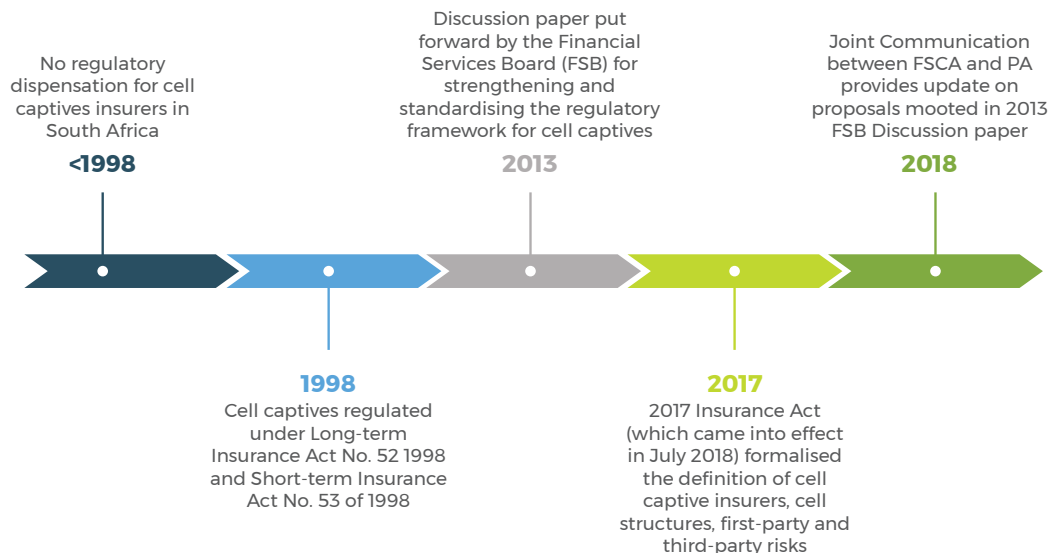 No regulatory
dispensation for cell
captives insurers in
South Africa
<1998
Discussion paper put
forward by the Financial
Services Board (FSB) for
strengthening and
standardising the regulatory
framework for cell captives
2013
Joint Communication
between FSCA and PA
provides update on
proposals mooted in 2013
FSB Discussion paper
2018
1998
Cell captives regulated
under Long-term
Insurance Act No. 52 1998
and Short-term Insurance
Act No. 53 of 1998
2017
2017 Insurance Act
(which came into effect
in July 2018) formalised
the definition of cell
captive insurers, cell
structures, first-party and
third-party risks